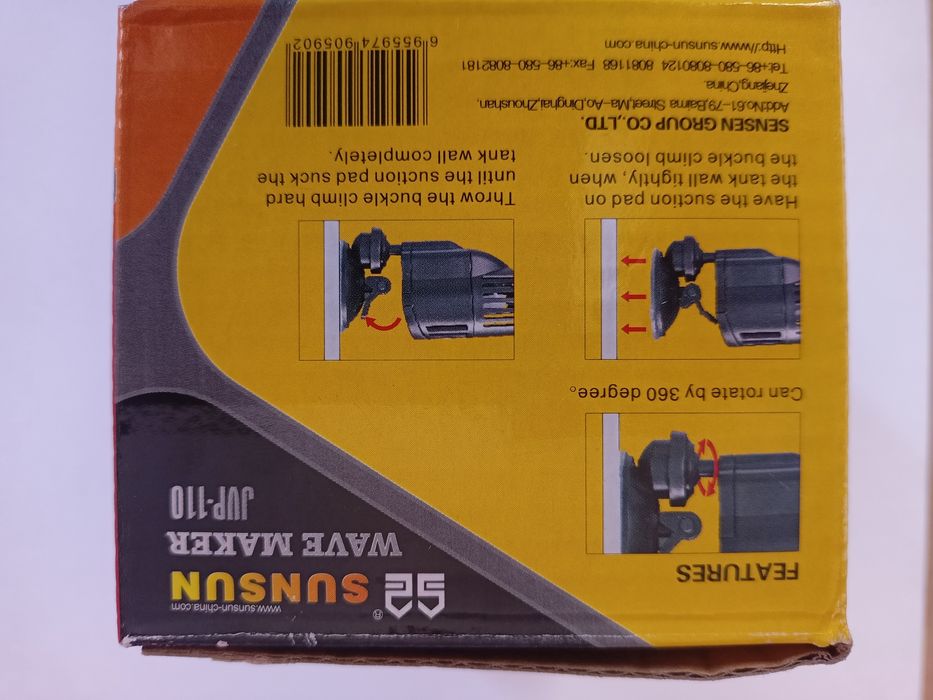 www.sunsun-china.com
SUNSUN®
WAVE MAKER
JVP-110
FEATURES
Can rotate by 360 degree。
Have the suction pad on
the tank wall tightly, when
the buckle climb loosen.
Throw the buckle climb hard
until the suction pad suck the
tank wall completely.
SENSEN GROUP CO.,LTD.
Add:No.61-79,Baima Street,Ma-Ao,Dinghai,Zhoushan,
Zhejiang,China.
Tel:+86-580-8080124 8081168 Fax:+86-580-8082181
Http://www.sunsun-china.com
6 955974 905902